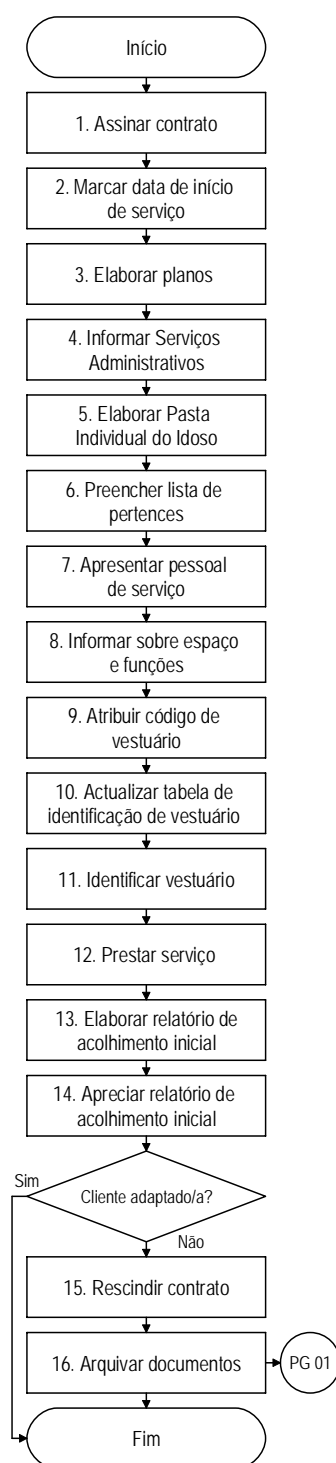 Início
1. Assinar contrato
2. Marcar data de início
de serviço
3. Elaborar planos
4. Informar Serviços
Administrativos
5. Elaborar Pasta
Individual do Idoso
6. Preencher lista de
pertences
7. Apresentar pessoal
de serviço
8. Informar sobre espaço
e funções
9. Atribuir código de
vestuário
10. Actualizar tabela de
identificação de vestuário
11. Identificar vestuário
12. Prestar serviço
13. Elaborar relatório de
acolhimento inicial
14. Apreciar relatório de
acolhimento inicial
Sim
Cliente adaptado/a?
Não
15. Rescindir contrato
16. Arquivar documentos
PG 01
Fim